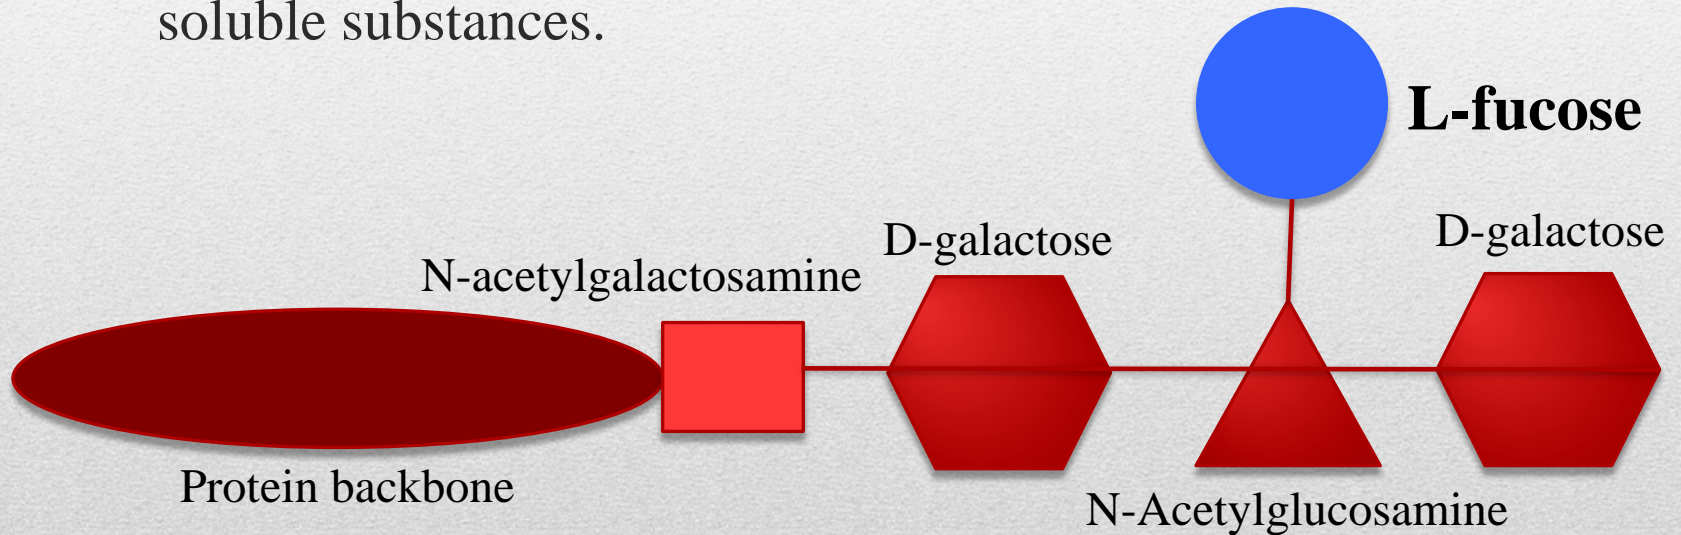 soluble substances.
L-fucose
D-galactose
D-galactose
N-acetylgalactosamine
Protein backbone
N-Acetylglucosamine